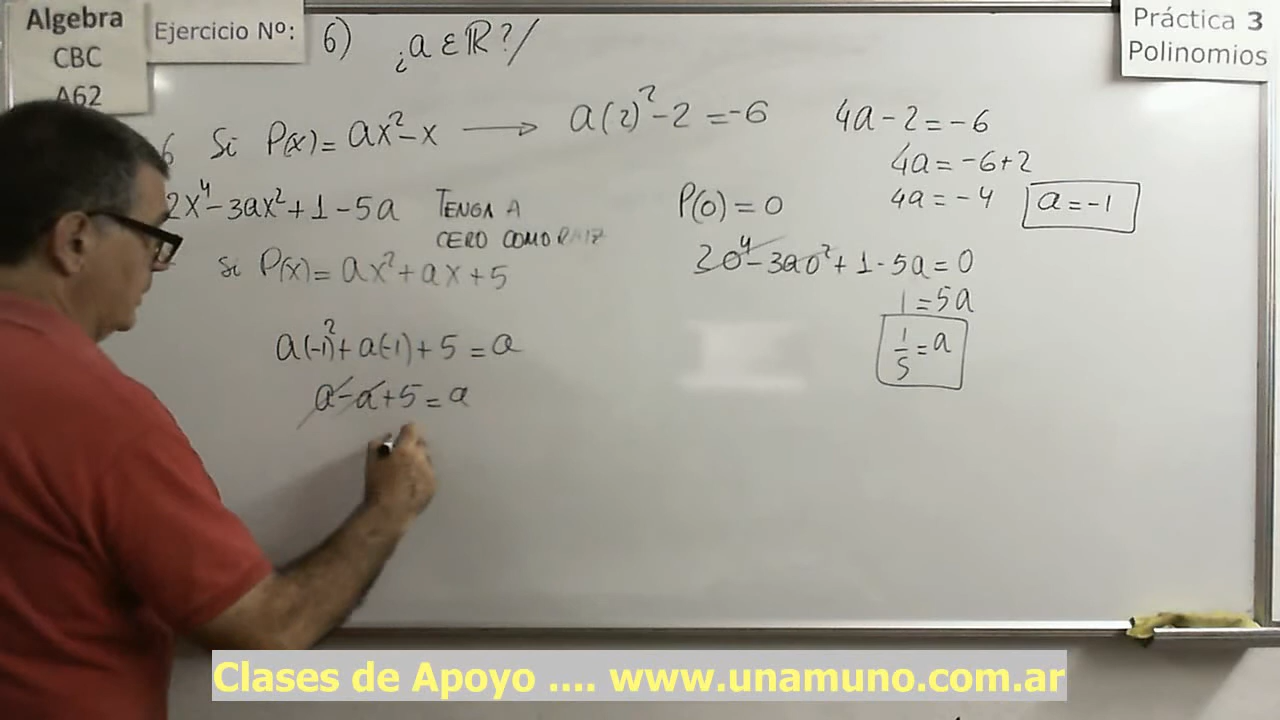 Algebra
CBC
A62
Ejercicio Nº:
6) ¿a ∈ ℝ?/
Práctica 3
Polinomios
6 Si P(x) = ax² - x → a(2)² - 2 = -6
4a - 2 = -6
4a = -6 + 2
4a = -4
a = -1
2x⁴ - 3ax² + 1 - 5a TENGA A
CERO COMO RAIZ
P(0) = 0
20⁴ - 3a0² + 1 - 5a = 0
1 = 5a
1/5 = a
Si P(x) = ax² + ax + 5
a(-1)² + a(-1) + 5 = a
a - a + 5 = a
Clases de Apoyo .... www.unamuno.com.ar